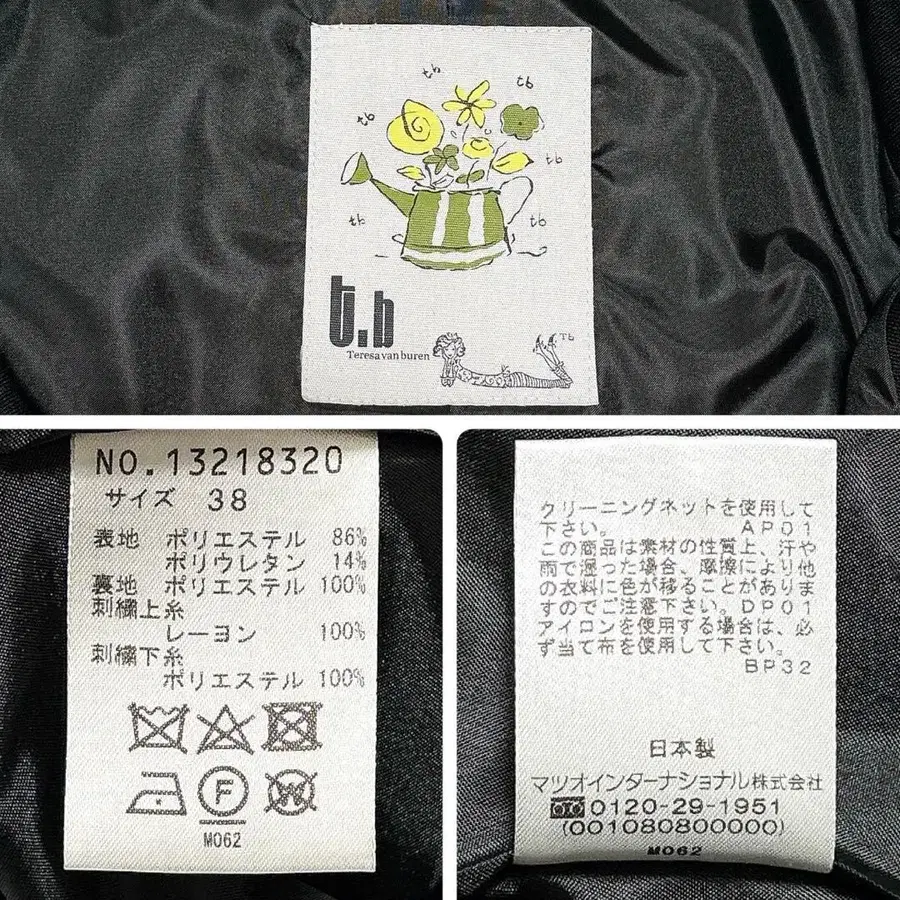 tb
tb
tb
tb
tb
tb
t.b
Teresa van buren
Tb
NO.13218320
サイズ 38
表地 ポリエステル 86%
ポリウレタン 14%
裏地 ポリエステル 100%
刺繍上糸
レーヨン 100%
刺繍下糸
ポリエステル 100%
F
W
M062
クリーニングネットを使用して
下さい。 AP01
この商品は素材の性質上、汗や
雨で湿った場合、摩擦により他
の衣料に色が移ることがありま
すのでご注意下さい。DP01
アイロンを使用する場合は、必
ず当て布を使用して下さい。
BP32
日本製
マツオインターナショナル株式会社
0120-29-1951
(001080800000)
M062